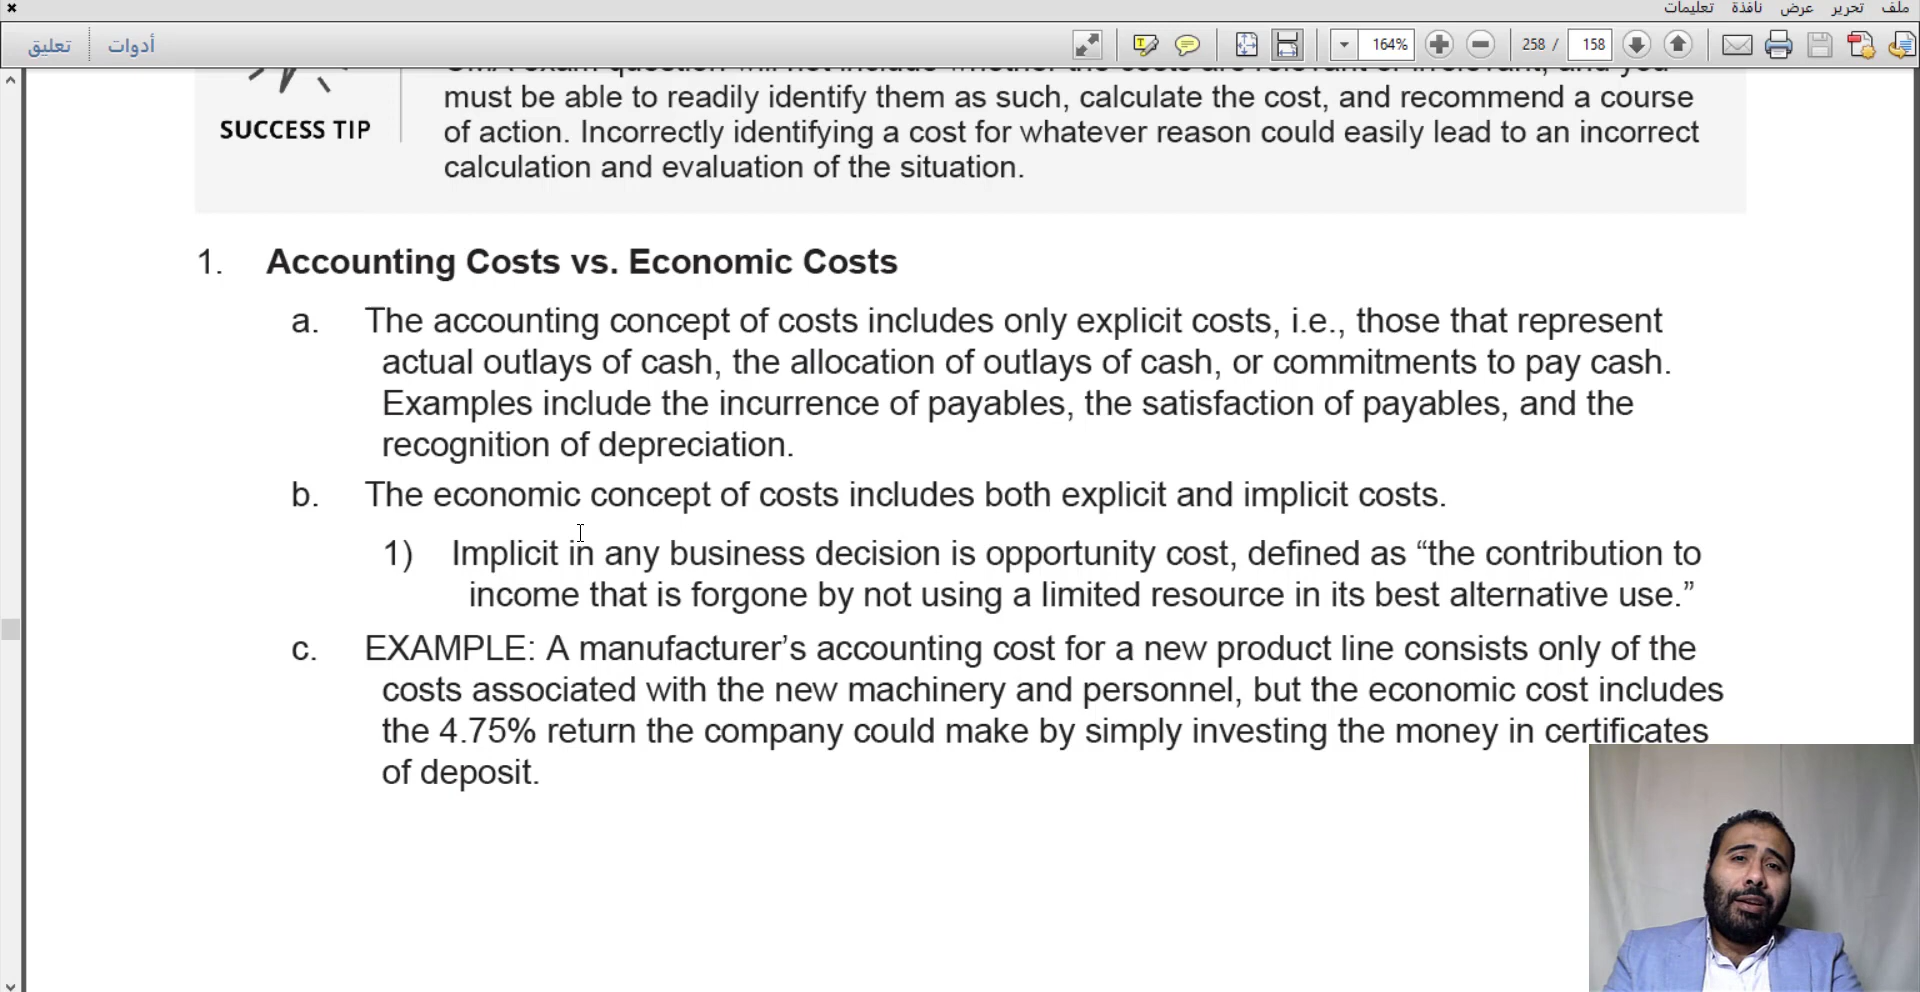 ملف تحرير عرض نافذة تعليمات
158 / 258 164% أدوات تعليق
must be able to readily identify them as such, calculate the cost, and recommend a course
of action. Incorrectly identifying a cost for whatever reason could easily lead to an incorrect
calculation and evaluation of the situation.
SUCCESS TIP
1. Accounting Costs vs. Economic Costs
a. The accounting concept of costs includes only explicit costs, i.e., those that represent
actual outlays of cash, the allocation of outlays of cash, or commitments to pay cash.
Examples include the incurrence of payables, the satisfaction of payables, and the
recognition of depreciation.
b. The economic concept of costs includes both explicit and implicit costs.
1) Implicit in any business decision is opportunity cost, defined as “the contribution to
income that is forgone by not using a limited resource in its best alternative use.”
c. EXAMPLE: A manufacturer’s accounting cost for a new product line consists only of the
costs associated with the new machinery and personnel, but the economic cost includes
the 4.75% return the company could make by simply investing the money in certificates
of deposit.